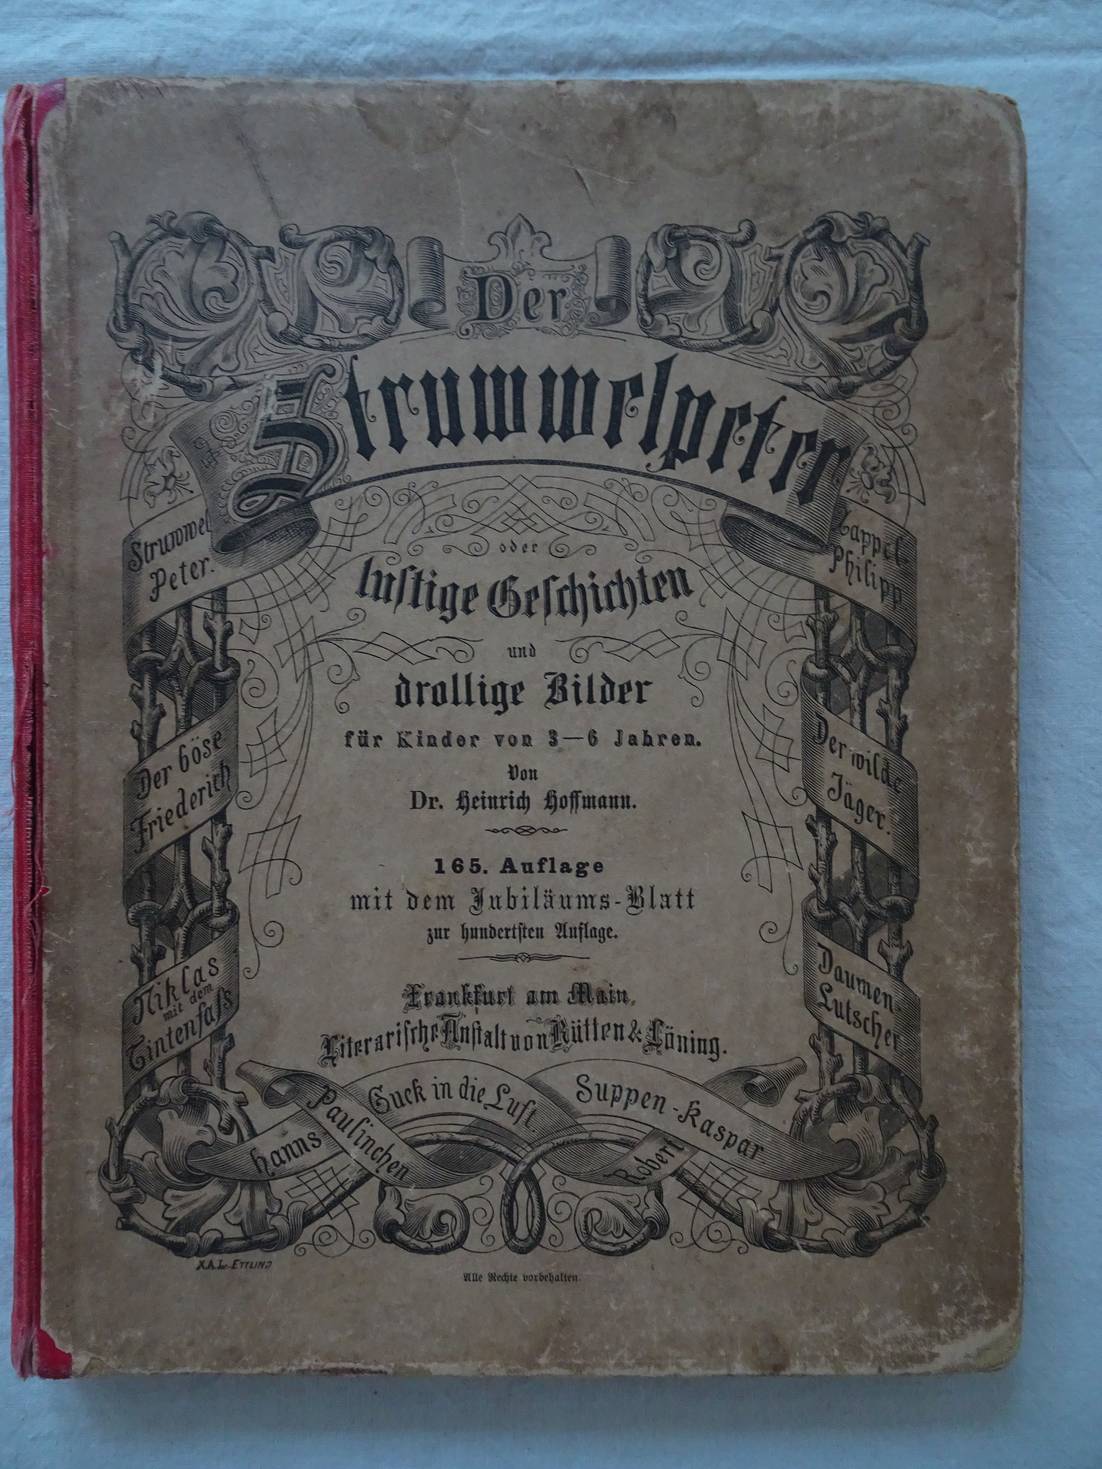 Der
Struwwelpeter
oder
lustige Geschichten
und
drollige Bilder
für Kinder von 3—6 Jahren.
Von
Dr. Heinrich Hoffmann.
165. Auflage
mit dem Jubiläums-Blatt
zur hundertsten Auflage.
Frankfurt am Main,
Literarische Anstalt von Rütten & Löning.
Struwwel
Peter.
Der böse
Friederich
Niklas
mit dem
Tintenfaſs
Zappel-
Philipp
Der wilde
Jäger.
Daumen-
Lutscher
Hanns
Guck in die Luft.
Paulinchen
Suppen-Kaspar
Robert
X.A.L. ETTLING
Alle Rechte vorbehalten.